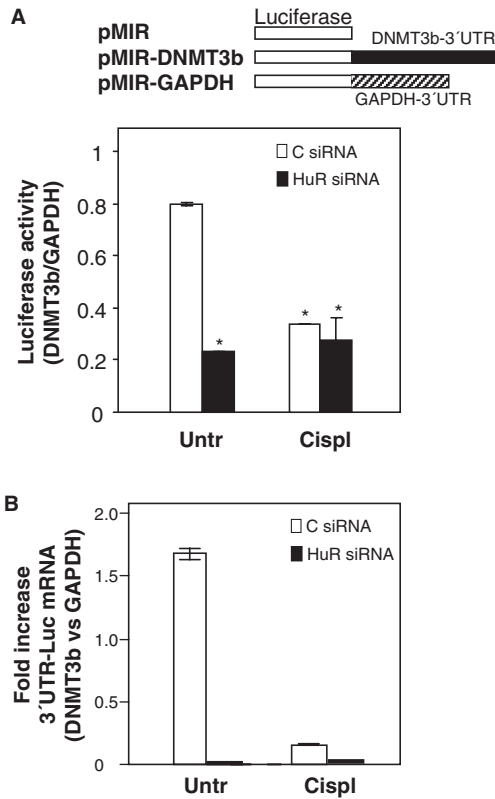 A
Luciferase
pMIR
DNMT3b-3´UTR
pMIR-DNMT3b
pMIR-GAPDH
GAPDH-3´UTR
Luciferase activity
(DNMT3b/GAPDH)
1
0.8
0.6
0.4
0.2
0
C siRNA
HuR siRNA
*
*
*
Untr
Cispl
B
Fold increase
3´UTR-Luc mRNA
(DNMT3b vs GAPDH)
2.0
1.5
1.0
0.5
0
C siRNA
HuR siRNA
Untr
Cispl